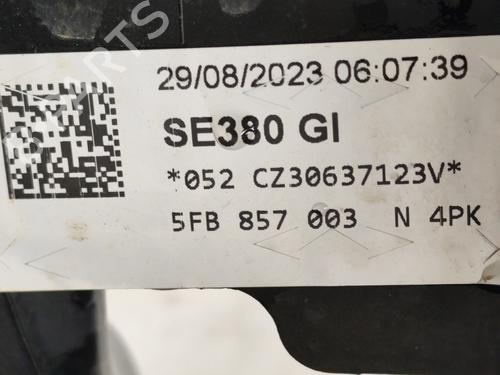 29/08/2023 06:07:39
SE380 GI
*052 CZ30637123V*
5FB 857 003 N 4PK